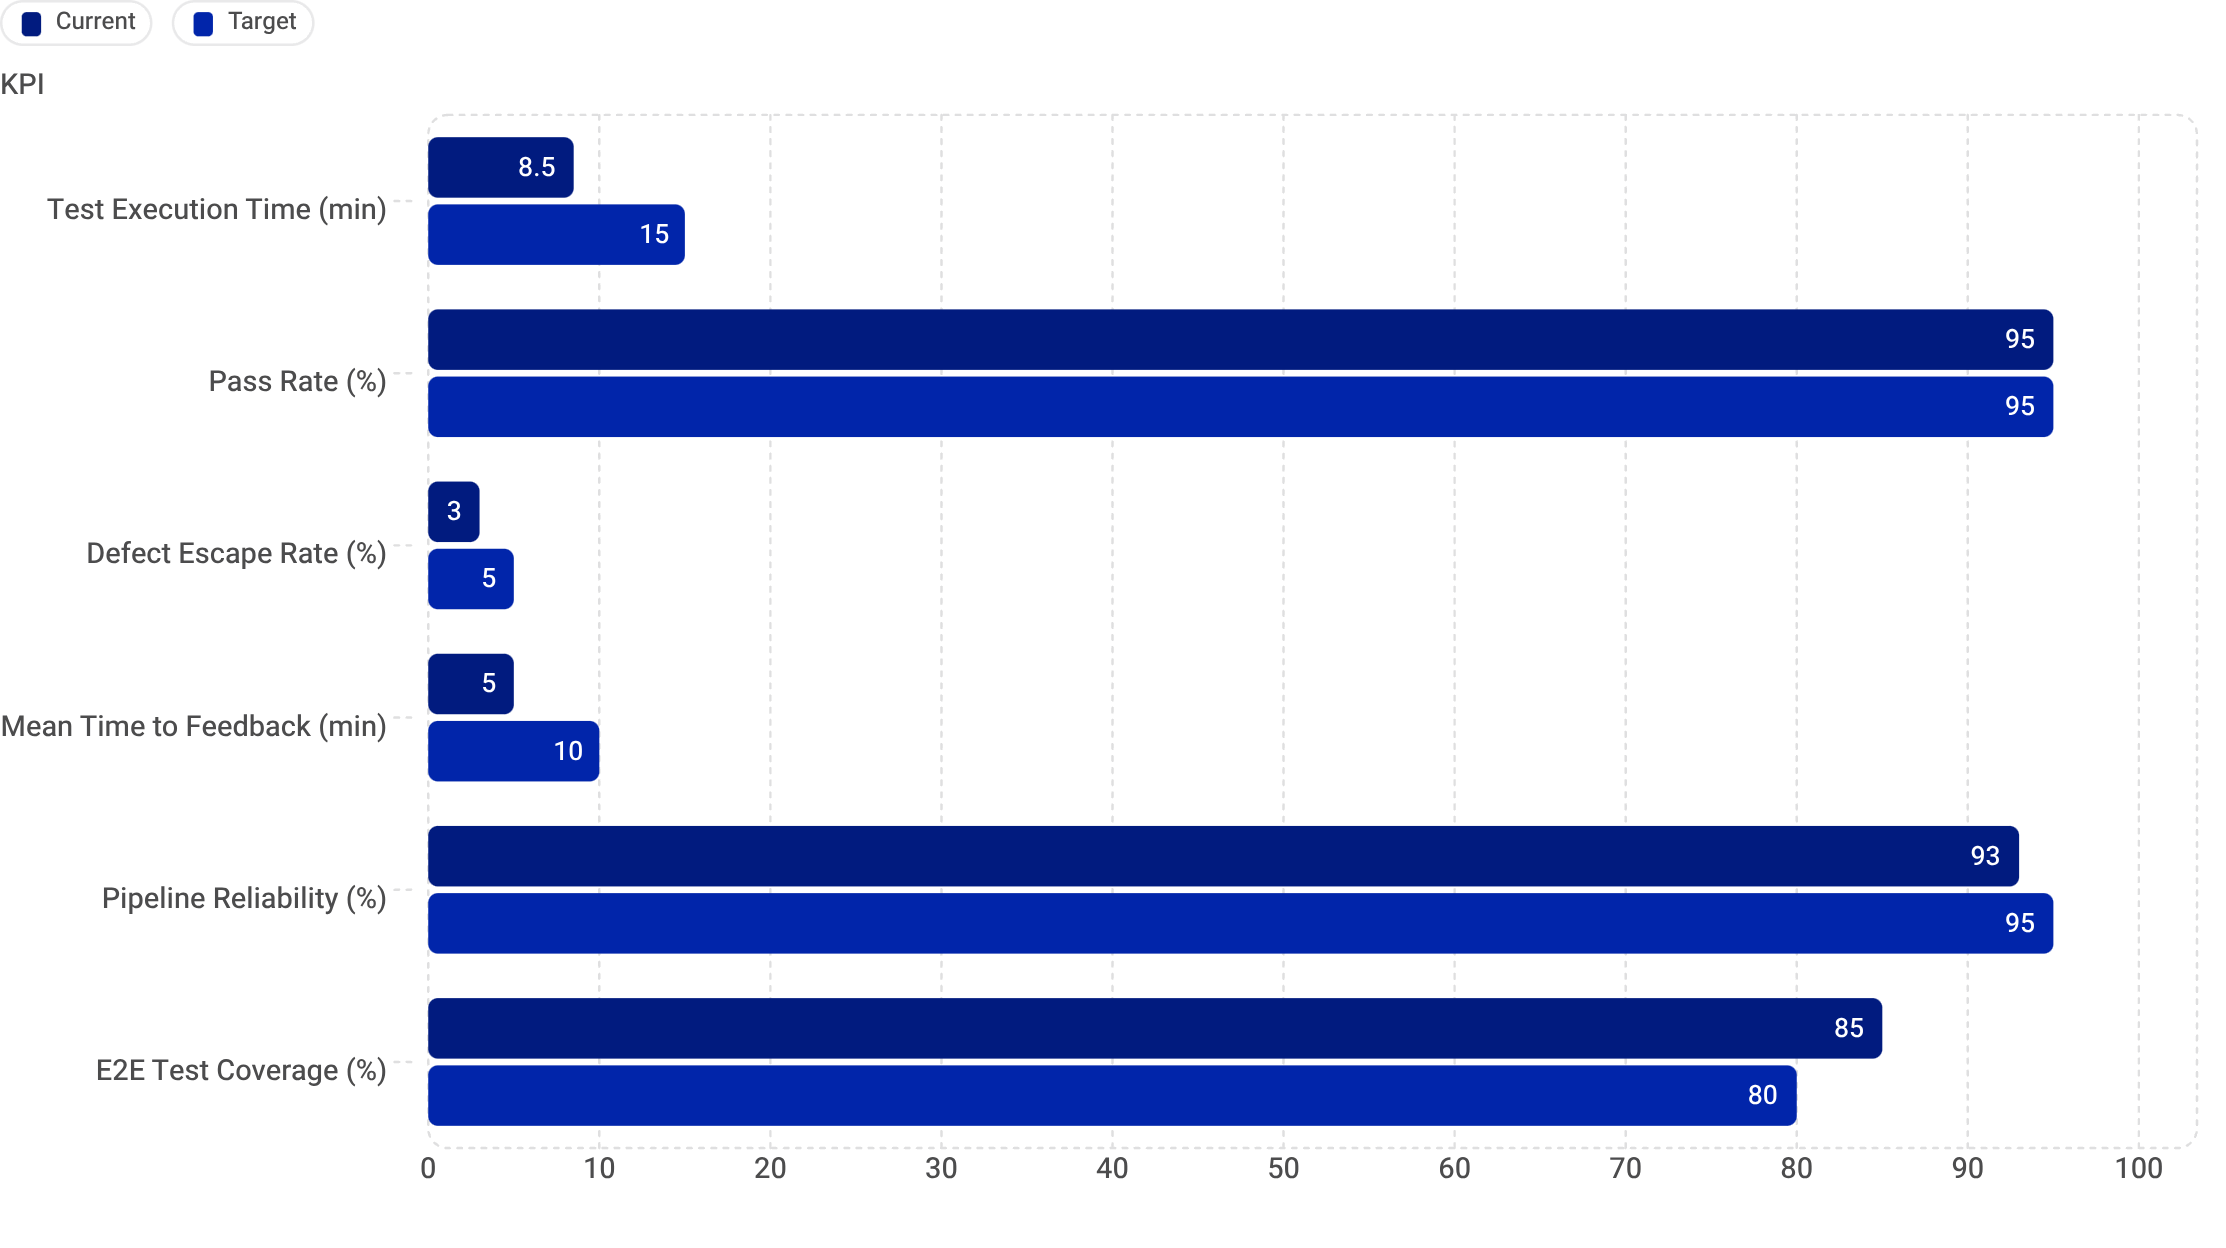 Current Target
KPI
Test Execution Time (min)
8.5
15
Pass Rate (%)
95
95
Defect Escape Rate (%)
3
5
Mean Time to Feedback (min)
5
10
Pipeline Reliability (%)
93
95
E2E Test Coverage (%)
85
80
0 10 20 30 40 50 60 70 80 90 100